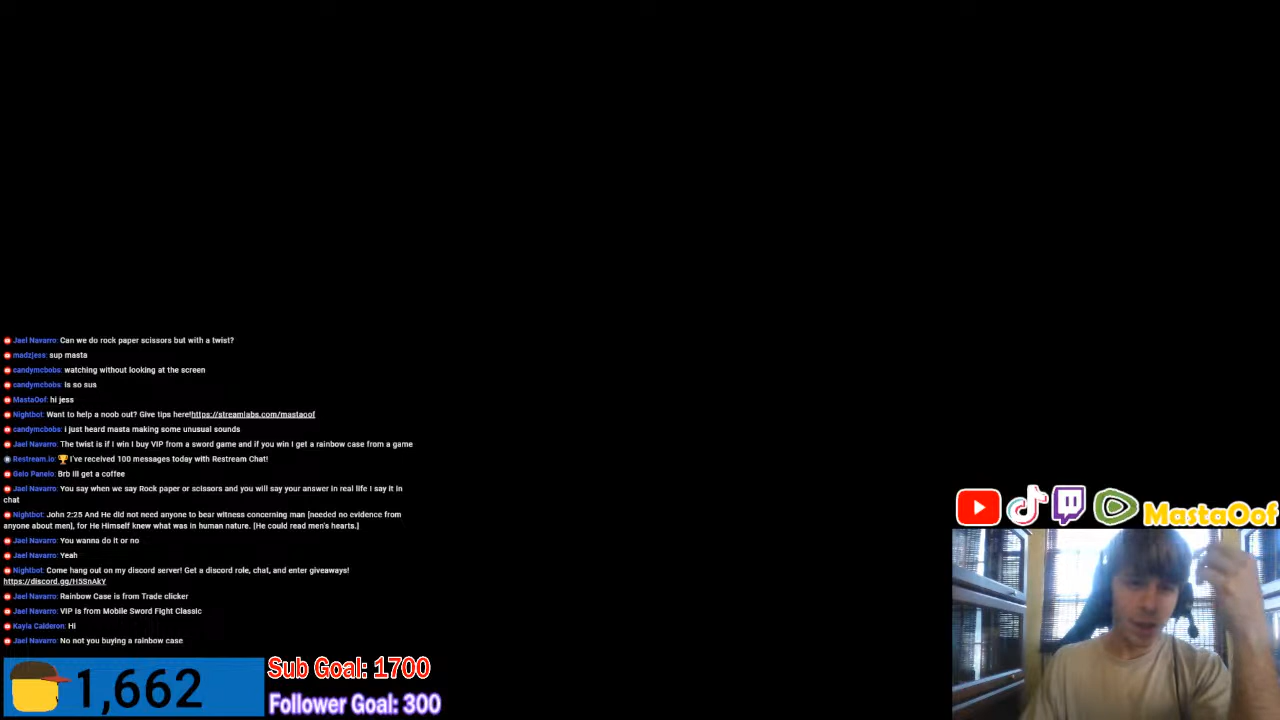 Jael Navarro: Can we do rock paper scissors but with a twist?
madzjess: sup masta
candymcbobs: watching without looking at the screen
candymcbobs: is so sus
MastaOof: hi jess
Nightbot: Want to help a noob out? Give tips here!https://streamlabs.com/mastaoof
candymcbobs: i just heard masta making some unusual sounds
Jael Navarro: The twist is if I win I buy VIP from a sword game and if you win I get a rainbow case from a game
Restream.io: 🏆 I've received 100 messages today with Restream Chat!
Gelo Panelo: Brb Ill get a coffee
Jael Navarro: You say when we say Rock paper or scissors and you will say your answer in real life I say it in
chat
Nightbot: John 2:25 And He did not need anyone to bear witness concerning man [needed no evidence from
anyone about men], for He Himself knew what was in human nature. [He could read men's hearts.]
Jael Navarro: You wanna do it or no
Jael Navarro: Yeah
Nightbot: Come hang out on my discord server! Get a discord role, chat, and enter giveaways!
https://discord.gg/H5SnAkY
Jael Navarro: Rainbow Case is from Trade clicker
Jael Navarro: VIP is from Mobile Sword Fight Classic
Kayla Calderon: Hi
Jael Navarro: No not you buying a rainbow case
1,662
Sub Goal: 1700
Follower Goal: 300
MastaOof